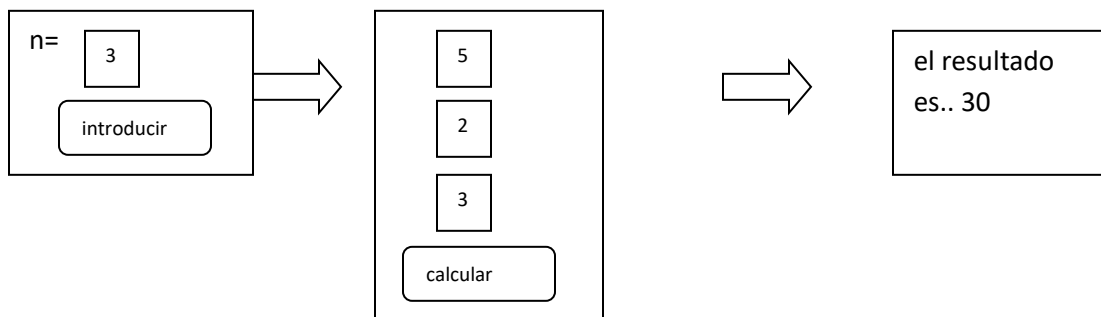 n=
3
introducir
5
2
3
calcular
el resultado
es.. 30